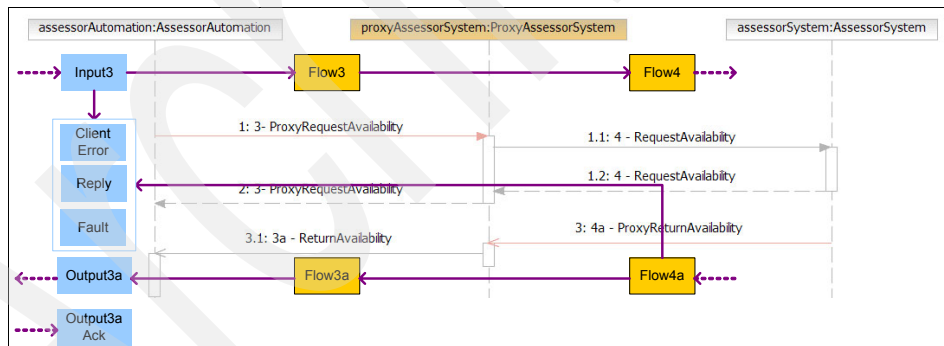 assessorAutomation:AssessorAutomation
proxyAssessorSystem:ProxyAssessorSystem
assessorSystem:AssessorSystem
Input3
Flow3
Flow4
1: 3- ProxyRequestAvailability
Client
Error
1.1: 4 - RequestAvailability
1.2: 4 - RequestAvailability
Reply
2: 3- ProxyRequestAvailability
Fault
3.1: 3a - ReturnAvailability
3: 4a - ProxyReturnAvailability
Output3a
Flow3a
Flow4a
Output3a
Ack